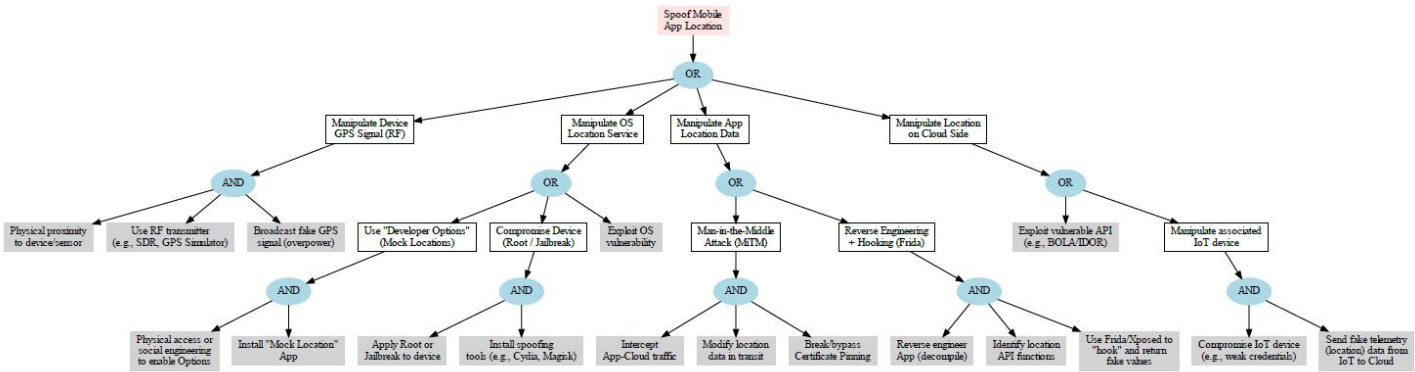 Spoof Mobile
App Location
OR
Manipulate Device
GPS Signal (RF)
Manipulate OS
Location Service
Manipulate App
Location Data
Manipulate Location
on Cloud Side
AND
OR
OR
OR
Physical proximity
to device/sensor
Use RF transmitter
(e.g., SDR, GPS Simulator)
Broadcast fake GPS
signal (overpower)
Use "Developer Options"
(Mock Locations)
Compromise Device
(Root / Jailbreak)
Exploit OS
vulnerability
Man-in-the-Middle
Attack (MiTM)
Reverse Engineering
+ Hooking (Frida)
Exploit vulnerable API
(e.g., BOLA/IDOR)
Manipulate associated
IoT device
AND
AND
AND
AND
AND
Physical access or
social engineering
to enable Options
Install "Mock Location"
App
Apply Root or
Jailbreak to device
Install spoofing
tools (e.g., Cydia, Magisk)
Intercept
App-Cloud traffic
Modify location
data in transit
Break/bypass
Certificate Pinning
Reverse engineer
App (decompile)
Identify location
API functions
Use Frida/Xposed to
"hook" and return
fake values
Compromise IoT device
(e.g., weak credentials)
Send fake telemetry
(location) data from
IoT to Cloud